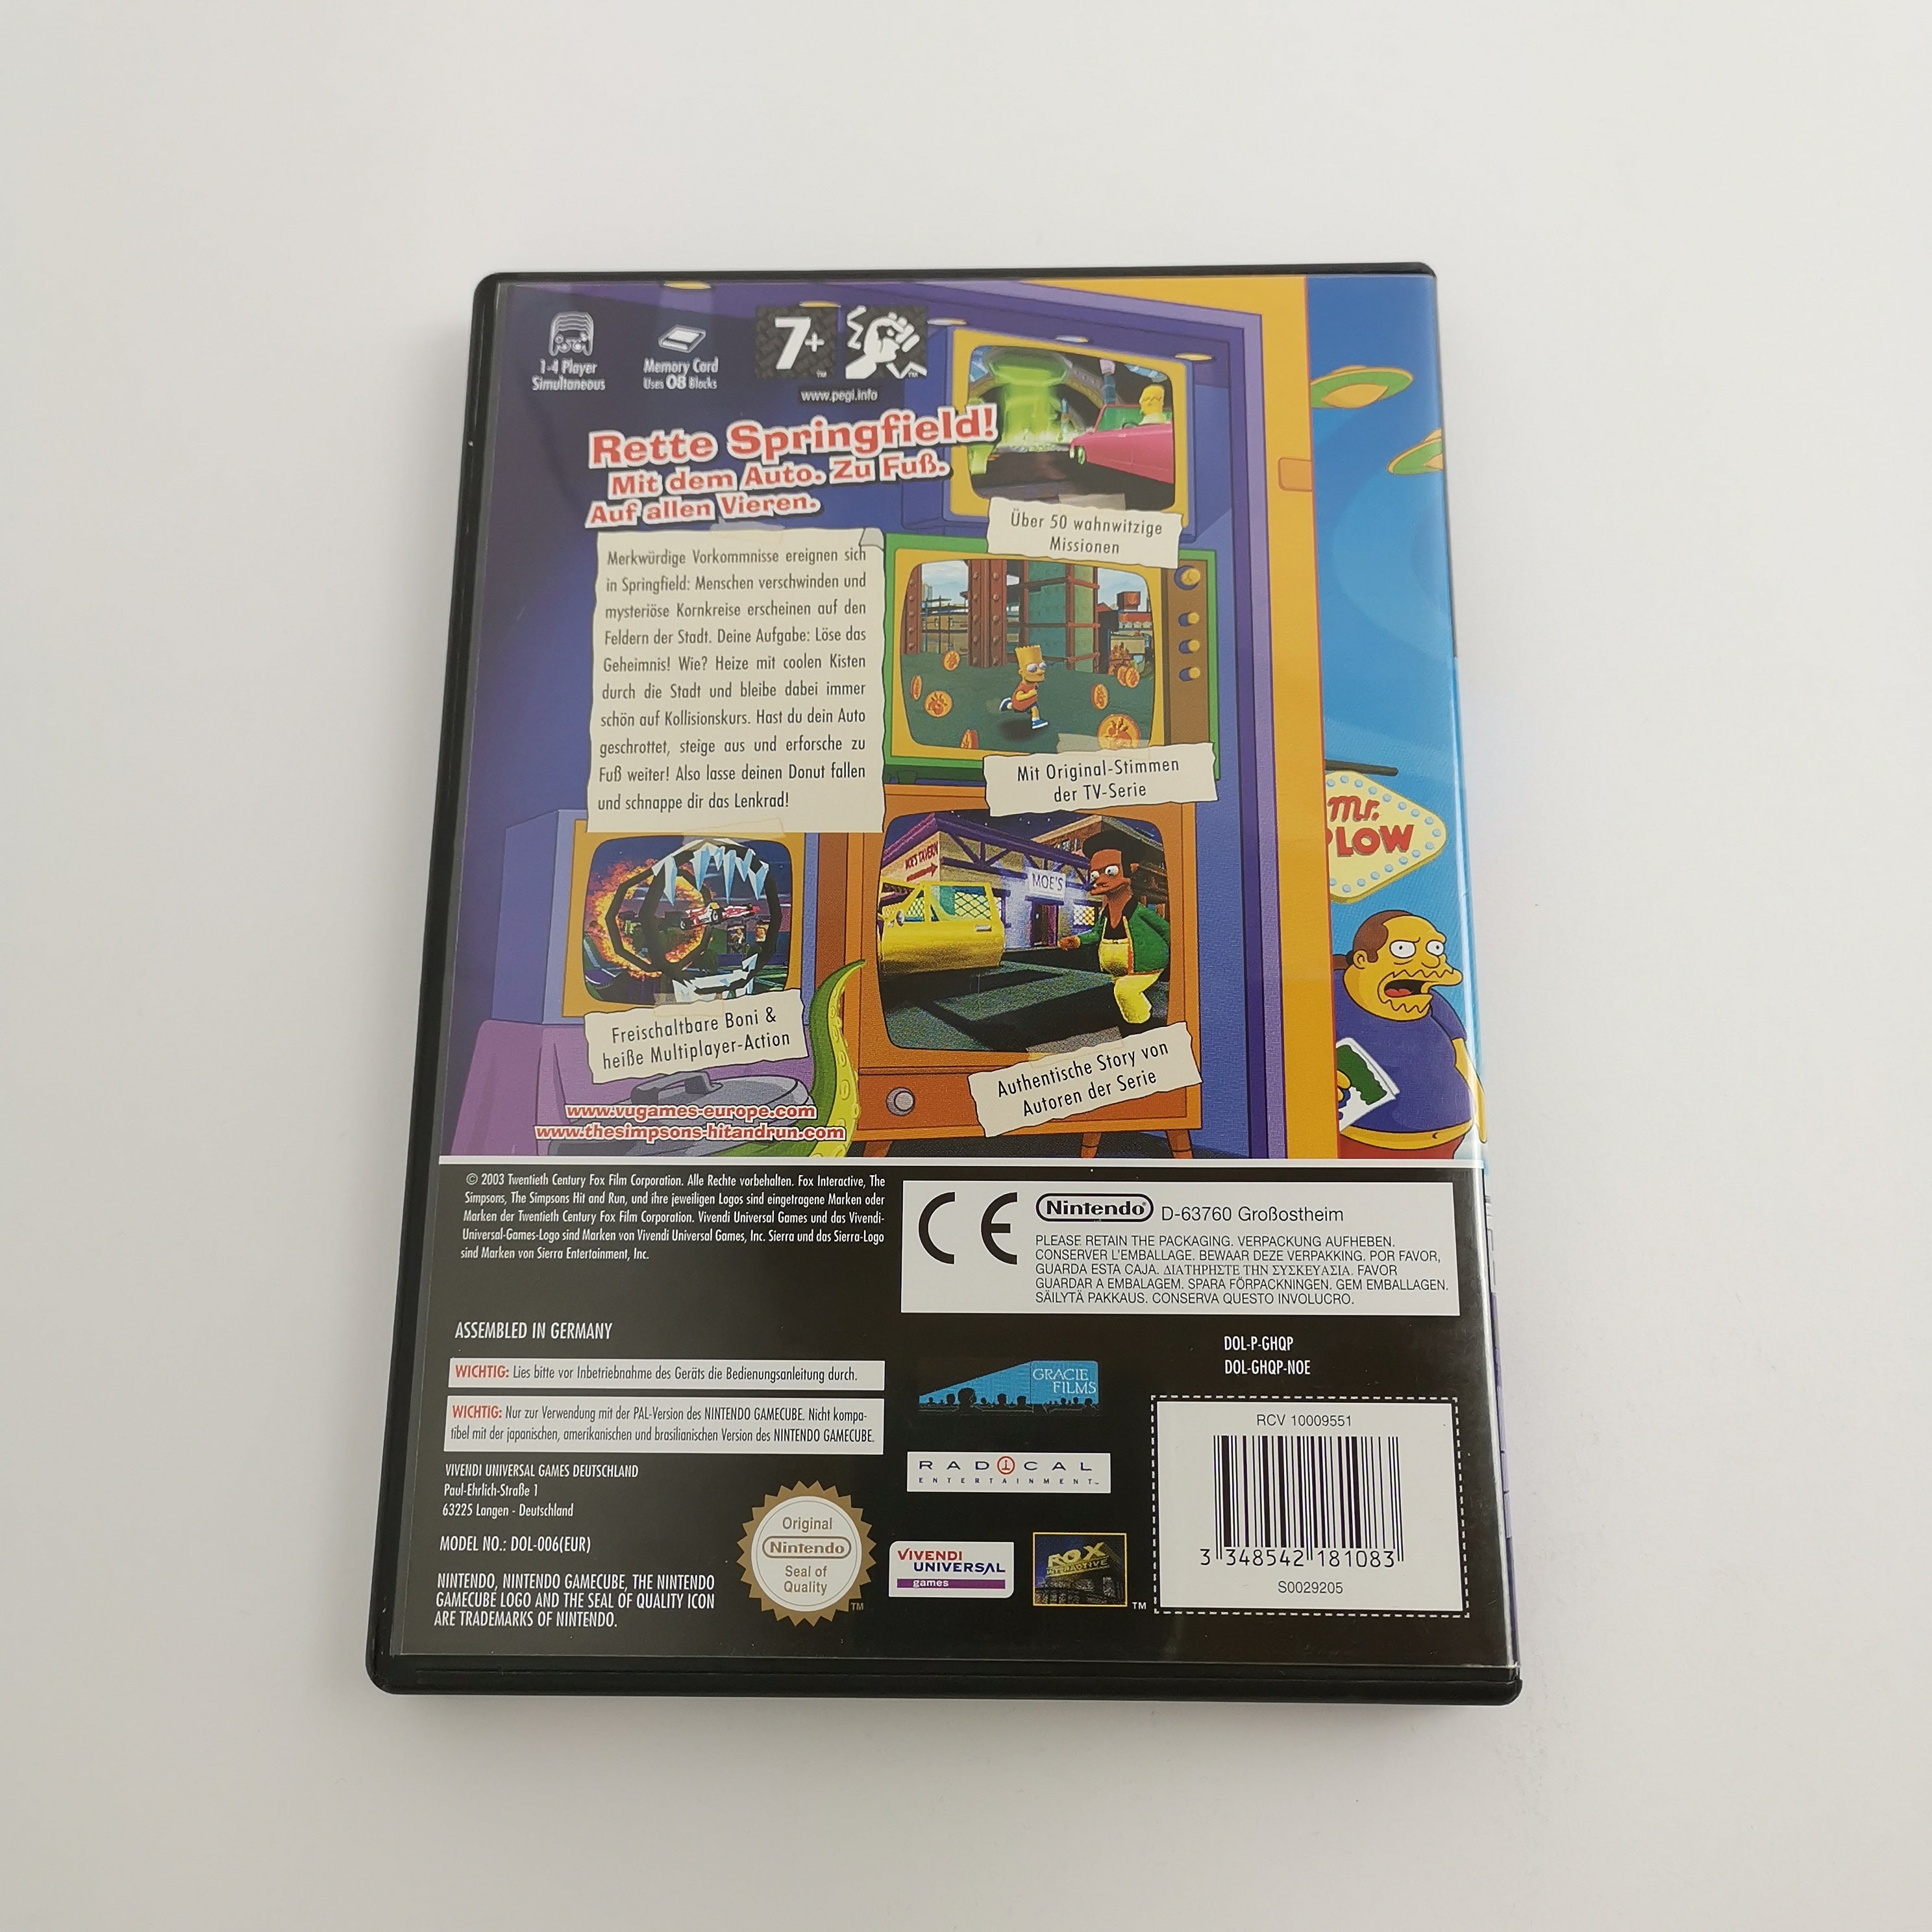 1-4 Player
Simultaneous
Memory Card
Uses 08 Blocks
7+
www.pegi.info
Rette Springfield!
Mit dem Auto. Zu Fuß.
Auf allen Vieren.
Merkwürdige Vorkommnisse ereignen sich
in Springfield: Menschen verschwinden und
mysteriöse Kornkreise erscheinen auf den
Feldern der Stadt. Deine Aufgabe: Löse das
Geheimnis! Wie? Heize mit coolen Kisten
durch die Stadt und bleibe dabei immer
schön auf Kollisionskurs. Hast du dein Auto
geschrottet, steige aus und erforsche zu
Fuß weiter! Also lasse deinen Donut fallen
und schnappe dir das Lenkrad!
Über 50 wahnwitzige
Missionen
Mit Original-Stimmen
der TV-Serie
Mr.
PLOW
MOE'S TAVERN
MOE'S
Freischaltbare Boni &
heiße Multiplayer-Action
Authentische Story von
Autoren der Serie
www.vugames-europe.com
www.thesimpsons-hitandrun.com
© 2003 Twentieth Century Fox Film Corporation. Alle Rechte vorbehalten. Fox Interactive, The
Simpsons, The Simpsons Hit and Run, und ihre jeweiligen Logos sind eingetragene Marken oder
Marken der Twentieth Century Fox Film Corporation. Vivendi Universal Games und das Vivendi-
Universal-Games-Logo sind Marken von Vivendi Universal Games, Inc. Sierra und das Sierra-Logo
sind Marken von Sierra Entertainment, Inc.
CE
Nintendo® D-63760 Großostheim
PLEASE RETAIN THE PACKAGING. VERPACKUNG AUFHEBEN.
CONSERVER L'EMBALLAGE. BEWAAR DEZE VERPAKKING. POR FAVOR,
GUARDA ESTA CAJA. ΔΙΑΤΗΡΗΣΤΕ ΤΗΝ ΣΥΣΚΕΥΑΣΙΑ. FAVOR
GUARDAR A EMBALAGEM. SPARA FÖRPACKNINGEN. GEM EMBALLAGEN.
SÄILYTÄ PAKKAUS. CONSERVA QUESTO INVOLUCRO.
ASSEMBLED IN GERMANY
WICHTIG: Lies bitte vor Inbetriebnahme des Geräts die Bedienungsanleitung durch.
WICHTIG: Nur zur Verwendung mit der PAL-Version des NINTENDO GAMECUBE. Nicht kompa-
tibel mit der japanischen, amerikanischen und brasilianischen Version des NINTENDO GAMECUBE.
VIVENDI UNIVERSAL GAMES DEUTSCHLAND
Paul-Ehrlich-Straße 1
63225 Langen - Deutschland
MODEL NO.: DOL-006(EUR)
NINTENDO, NINTENDO GAMECUBE, THE NINTENDO
GAMECUBE LOGO AND THE SEAL OF QUALITY ICON
ARE TRADEMARKS OF NINTENDO.
Original
Nintendo
Seal of
Quality
TM
GRACIE
FILMS
RADICAL
ENTERTAINMENT™
VIVENDI
UNIVERSAL
games
FOX
INTERACTIVE
TM
DOL-P-GHQP
DOL-GHQP-NOE
RCV 10009551
3 348542 181083
S0029205